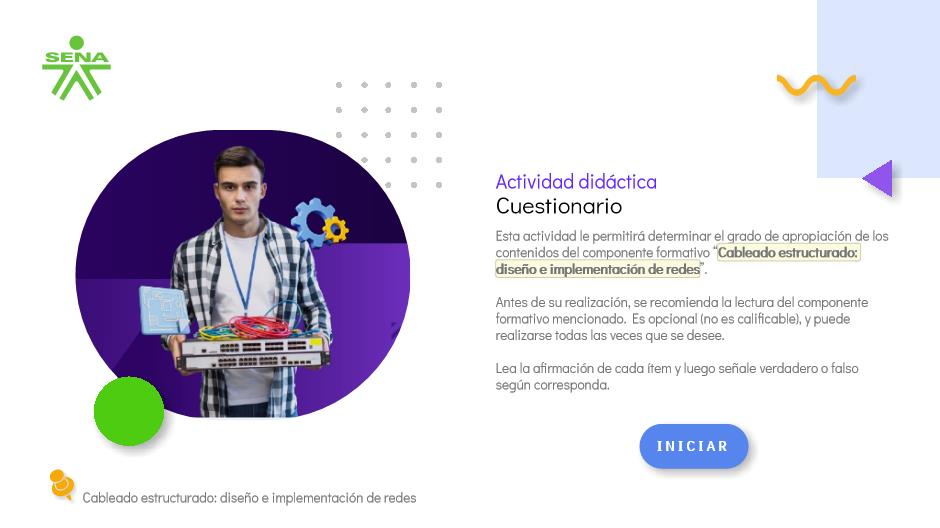 SENA
Actividad didáctica
Cuestionario
Esta actividad le permitirá determinar el grado de apropiación de los
contenidos del componente formativo “Cableado estructurado:
diseño e implementación de redes”.
Antes de su realización, se recomienda la lectura del componente
formativo mencionado. Es opcional (no es calificable), y puede
realizarse todas las veces que se desee.
Lea la afirmación de cada ítem y luego señale verdadero o falso
según corresponda.
INICIAR
Cableado estructurado: diseño e implementación de redes